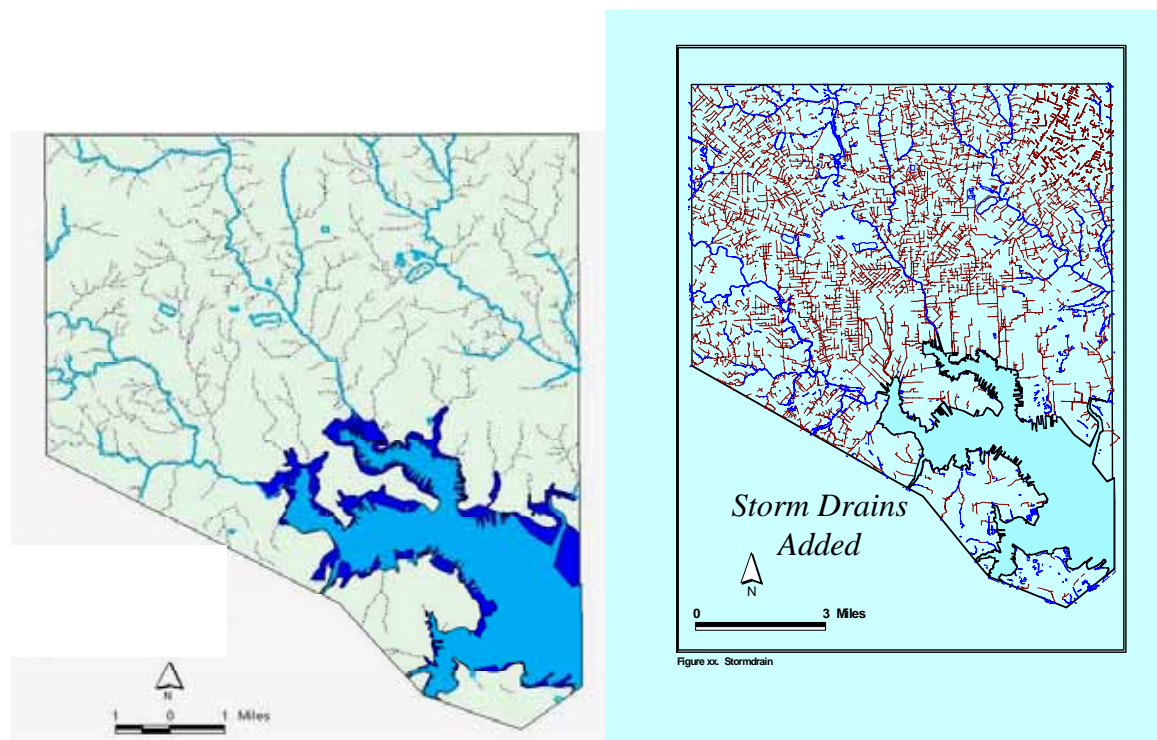 N
1 0 1 Miles
Storm Drains
Added
N
0 3 Miles
Figure xx. Stormdrain